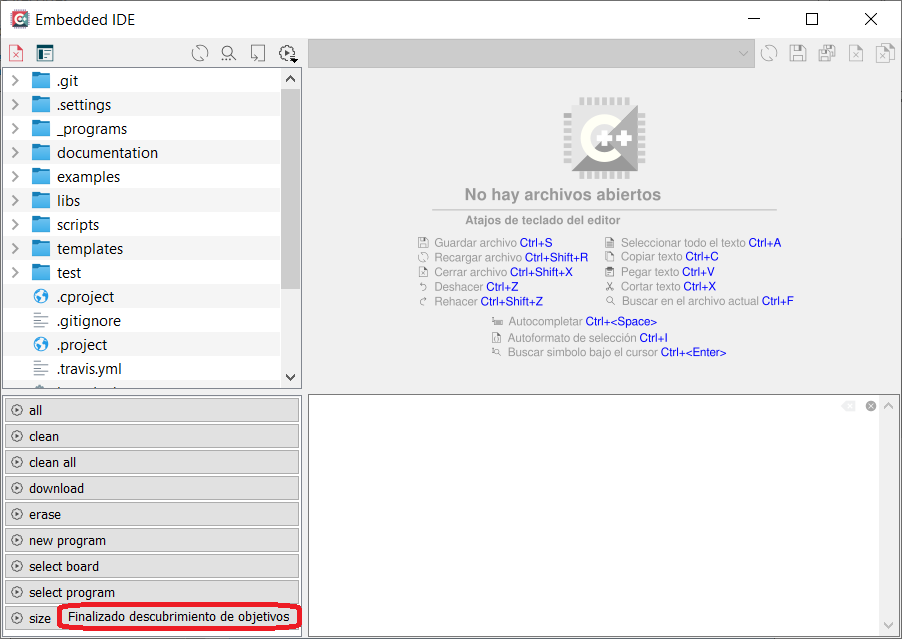 Embedded IDE
.git
.settings
_programs
documentation
examples
libs
scripts
templates
test
.cproject
.gitignore
.project
.travis.yml
C++
No hay archivos abiertos
Atajos de teclado del editor
Guardar archivo Ctrl+S
Recargar archivo Ctrl+Shift+R
Cerrar archivo Ctrl+Shift+X
Deshacer Ctrl+Z
Rehacer Ctrl+Shift+Z
Seleccionar todo el texto Ctrl+A
Copiar texto Ctrl+C
Pegar texto Ctrl+V
Cortar texto Ctrl+X
Buscar en el archivo actual Ctrl+F
Autocompletar Ctrl+<Space>
Autoformato de selección Ctrl+I
Buscar simbolo bajo el cursor Ctrl+<Enter>
all
clean
clean all
download
erase
new program
select board
select program
size
Finalizado descubrimiento de objetivos